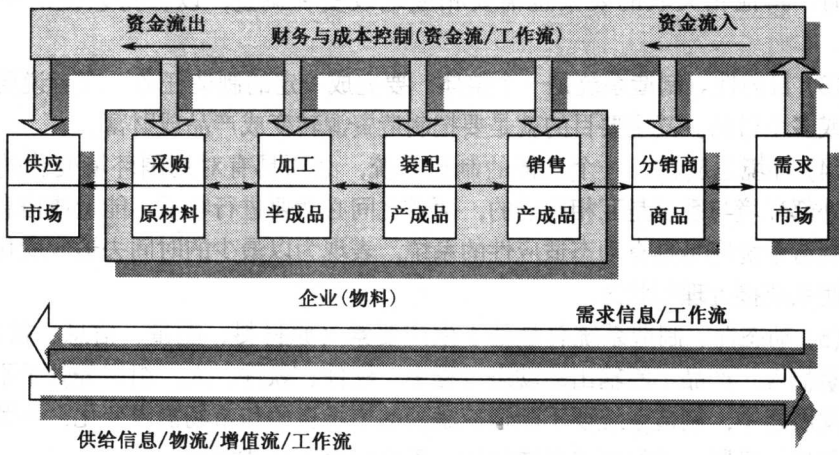 资金流出
财务与成本控制(资金流/工作流)
资金流入
供应
市场
采购
原材料
加工
半成品
装配
产成品
销售
产成品
分销商
商品
需求
市场
企业(物料)
需求信息/工作流
供给信息/物流/增值流/工作流